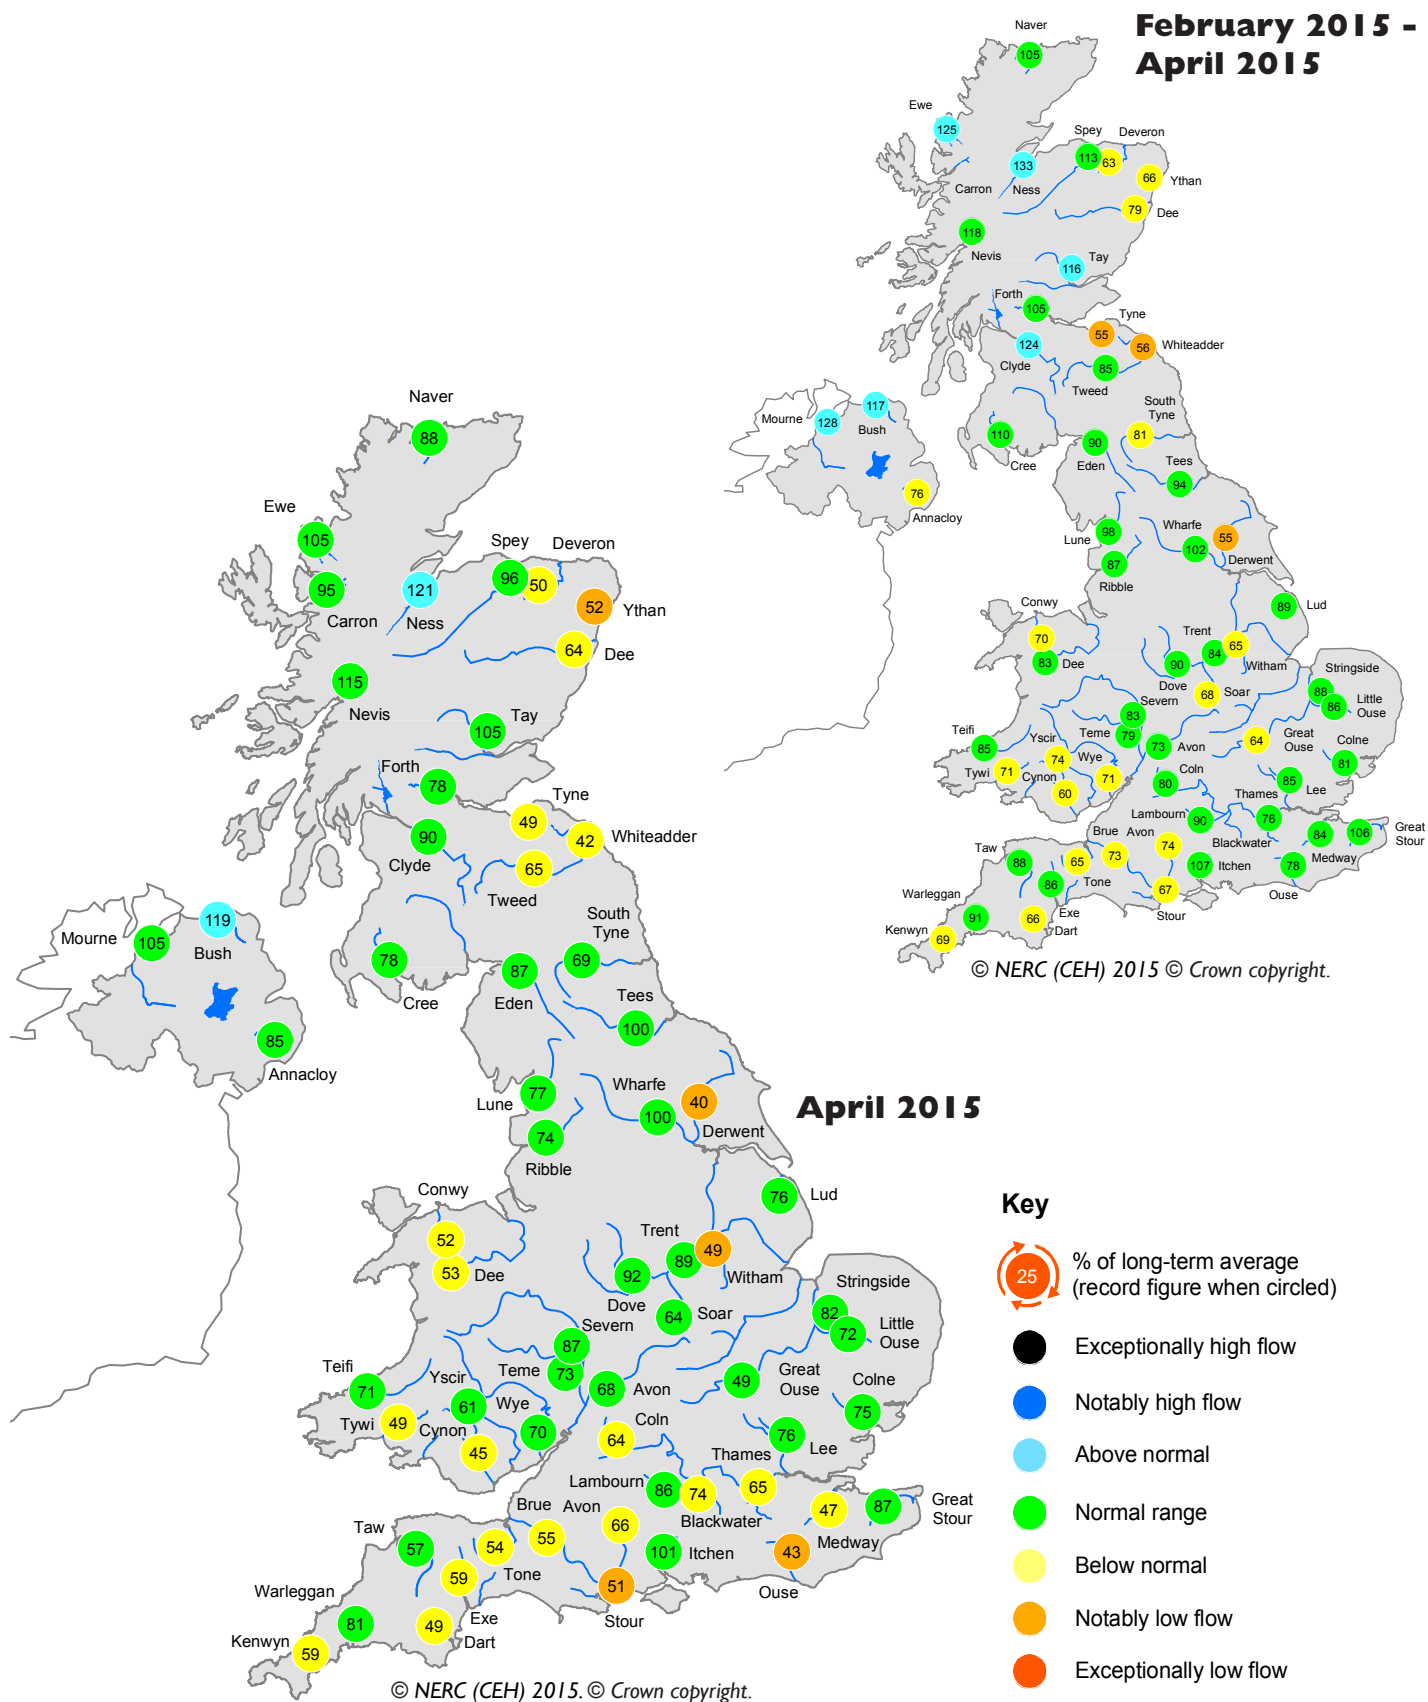 February 2015 -
April 2015
Naver
105
Ewe
125
Spey
Deveron
113
63
133
Carron
Ness
66
Ythan
79
Dee
118
Nevis
Tay
116
Forth
105
Tyne
55
124
Clyde
56
Whiteadder
85
Tweed
117
Mourne
128
Bush
South
Tyne
110
Cree
90
Eden
81
Tees
94
76
Annacloy
98
Lune
Wharfe
102
55
Derwent
87
Ribble
89
Lud
Conwy
70
83
Dee
Trent
84
65
Witham
90
Dove
68
Soar
Stringside
88
86
Little
Ouse
Severn
83
Teme
79
73
Avon
64
Great
Ouse
Colne
81
Teifi
85
Yscir
74
Wye
71
Tywi
71
Cynon
60
Coln
80
85
Lee
Thames
76
Lambourn
90
Blackwater
84
Medway
106
Great
Stour
Brue
73
Avon
74
107
Itchen
78
Ouse
Taw
88
65
Tone
86
Exe
67
Stour
Warleggan
91
66
Dart
Kenwyn
69
© NERC (CEH) 2015 © Crown copyright.
Naver
88
Ewe
105
95
Carron
121
Ness
Spey
Deveron
96
50
52
Ythan
64
Dee
115
Nevis
Tay
105
Forth
78
Tyne
49
42
Whiteadder
90
Clyde
65
Tweed
119
Mourne
105
Bush
South
Tyne
78
Cree
87
Eden
69
Tees
100
85
Annacloy
77
Lune
Wharfe
100
40
Derwent
April 2015
74
Ribble
Conwy
52
53
Dee
76
Lud
Trent
89
49
Witham
92
Dove
64
Soar
Stringside
82
72
Little
Ouse
Severn
87
Teme
73
68
Avon
49
Great
Ouse
Colne
75
Teifi
71
Yscir
61
Wye
70
Tywi
49
Cynon
45
Coln
64
76
Lee
Thames
65
Lambourn
86
74
Blackwater
47
Medway
87
Great
Stour
Brue
55
Avon
66
101
Itchen
43
Ouse
Taw
57
54
Tone
59
Exe
51
Stour
Warleggan
81
49
Dart
Kenwyn
59
© NERC (CEH) 2015. © Crown copyright.
Key
25
% of long-term average
(record figure when circled)
Exceptionally high flow
Notably high flow
Above normal
Normal range
Below normal
Notably low flow
Exceptionally low flow